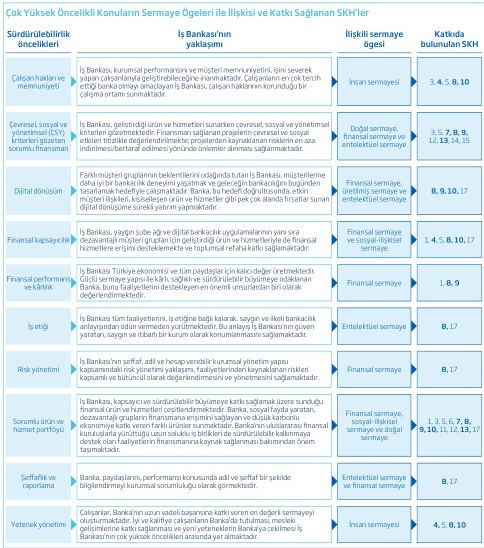 Çok Yüksek Öncelikli Konuların Sermaye Ögeleri ile İlişkisi ve Katkı Sağlanan SKH'ler
Sürdürülebilirlik
öncelikleri
İş Bankası'nın
yaklaşımı
İlişkili sermaye
ögesi
Katkıda
bulunulan SKH
Çalışan hakları ve
memnuniyeti
İş Bankası, kurumsal performansını ve müşteri memnuniyetini, işini severek
yapan çalışanlarıyla geliştirebileceğine inanmaktadır. Çalışanların en çok tercih
ettiği banka olmayı amaçlayan İş Bankası, çalışan haklarının korunduğu bir
çalışma ortamı sunmaktadır.
İnsan sermayesi
3, 4, 5, 8, 10
Çevresel, sosyal ve
yönetimsel (ÇSY)
kriterleri gözeten
sorumlu finansman
İş Bankası, geliştirdiği ürün ve hizmetleri sunarken çevresel, sosyal ve yönetimsel
kriterleri gözetmektedir. Finansman sağlanan projelerin çevresel ve sosyal
etkileri titizlikle değerlendirilmekte; projelerden kaynaklanan risklerin en aza
indirilmesi/bertaraf edilmesi yönünde önlemler alınması sağlanmaktadır.
Doğal sermaye,
finansal sermaye ve
entelektüel sermaye
3, 5, 7, 8, 9,
12, 13, 14, 15
Dijital dönüşüm
Farklı müşteri gruplarının beklentilerini odağında tutan İş Bankası, müşterilerine
daha iyi bir bankacılık deneyimi yaşatmak ve geleceğin bankacılığını bugünden
tasarlamak hedefiyle çalışmaktadır. Banka, bu hedefi doğrultusunda, etkin
müşteri ilişkileri, kişiselleşen ürün ve hizmetler gibi pek çok alanda fırsatlar sunan
dijital dönüşüme sürekli yatırım yapmaktadır.
Finansal sermaye,
üretilmiş sermaye ve
entelektüel sermaye
8, 9, 10, 17
Finansal kapsayıcılık
İş Bankası, yaygın şube ağı ve dijital bankacılık uygulamalarının yanı sıra
dezavantajlı müşteri grupları için geliştirdiği ürün ve hizmetleriyle de finansal
hizmetlere erişimi desteklemekte ve toplumsal refaha katkı sağlamaktadır.
Finansal sermaye
ve sosyal-ilişkisel
sermaye
1, 4, 5, 8, 10, 17
Finansal performans
ve kârlılık
İş Bankası Türkiye ekonomisi ve tüm paydaşlar için kalıcı değer üretmektedir.
Güçlü sermaye yapısı ile kârlı, sağlıklı ve sürdürülebilir büyümeye odaklanan
Banka, bunu faaliyetlerini destekleyen en önemli unsurlardan biri olarak
değerlendirmektedir.
Finansal sermaye
1, 8, 9
İş etiği
İş Bankası tüm faaliyetlerini, iş etiğine bağlı kalarak, saygın ve ilkeli bankacılık
anlayışından ödün vermeden yürütmektedir. Bu anlayış İş Bankası'nın güven
yaratan, saygın ve itibarlı bir kurum olarak konumlanmasını sağlamaktadır.
Entelektüel sermaye
8, 17
Risk yönetimi
İş Bankası'nın şeffaf, adil ve hesap verebilir kurumsal yönetim yapısı
kapsamındaki risk yönetimi yaklaşımı, faaliyetlerinden kaynaklanan riskleri
kapsamlı ve bütüncül olarak değerlendirmesini ve yönetmesini sağlamaktadır.
Finansal sermaye
8, 17
Sorumlu ürün ve
hizmet portföyü
İş Bankası, kapsayıcı ve sürdürülebilir büyümeye katkı sağlamak üzere sunduğu
finansal ürün ve hizmetleri çeşitlendirmektedir. Banka, sosyal fayda yaratan,
dezavantajlı grupların finansmana erişimini sağlayan ve düşük karbonlu
ekonomiye katkı veren farklı ürünler sunmaktadır. Banka'nın uluslararası finansal
kuruluşlarla yürüttüğü uzun soluklu iş birlikleri de sürdürülebilir kalkınmaya
destek olan faaliyetlerin finansmanına kaynak sağlanması bakımından önem
taşımaktadır.
Finansal sermaye,
sosyal-ilişkisel
sermaye ve doğal
sermaye
1, 3, 5, 6, 7, 8,
9, 10, 11, 12, 13, 17
Şeffaflık ve
raporlama
Banka, paydaşlarını, performansı konusunda adil ve şeffaf bir şekilde
bilgilendirmeyi kurumsal sorumluluğu olarak görmektedir.
Entelektüel sermaye
ve finansal sermaye
8, 17
Yetenek yönetimi
Çalışanlar, Banka'nın uzun vadeli başarısına katkı veren en değerli sermayeyi
oluşturmaktadır. İyi ve kalifiye çalışanların Banka'da tutulması, mesleki
gelişimlerine katkı sağlanması ve yeni yeteneklerin Banka'ya çekilmesi İş
Bankası'nın çok yüksek öncelikleri arasında yer almaktadır.
İnsan sermayesi
4, 5, 8, 10